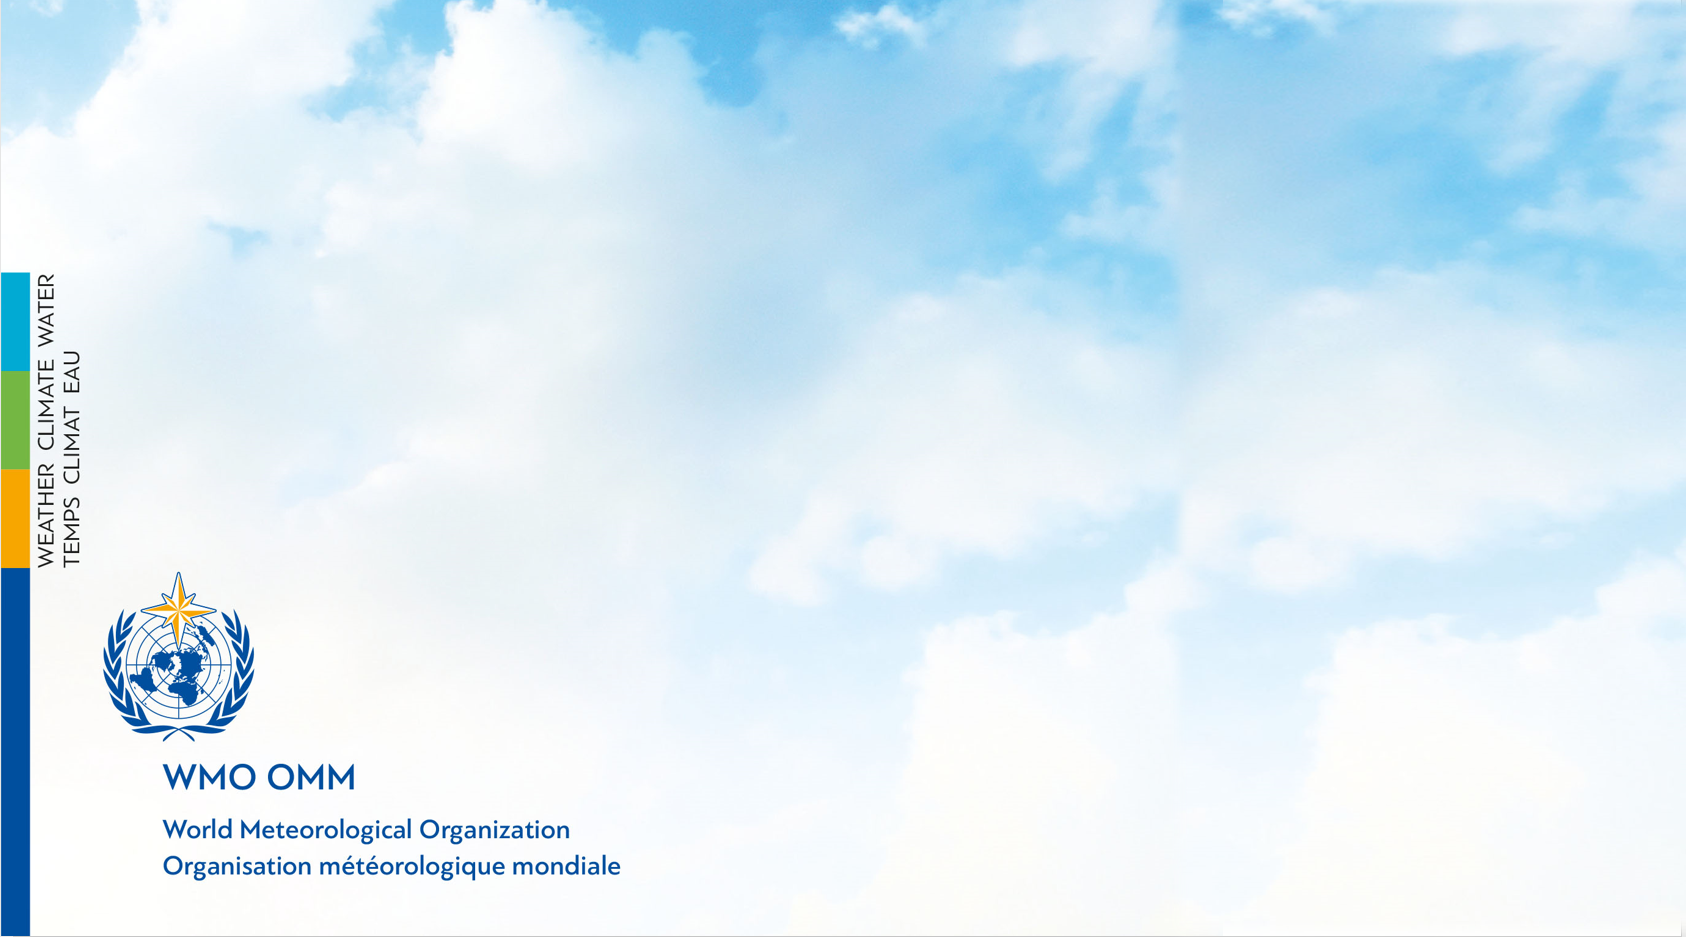 WEATHER CLIMATE WATER
TEMPS CLIMAT EAU
WMO OMM
World Meteorological Organization
Organisation météorologique mondiale